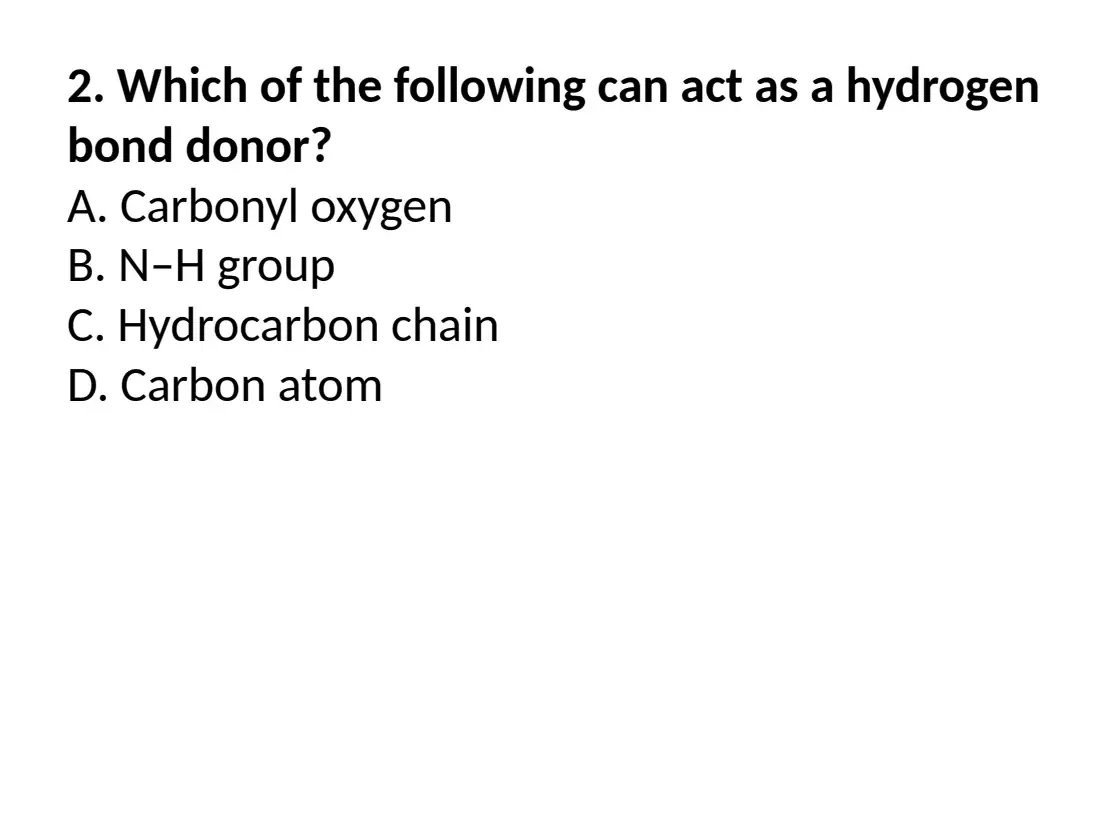 2. Which of the following can act as a hydrogen
bond donor?
A. Carbonyl oxygen
B. N–H group
C. Hydrocarbon chain
D. Carbon atom